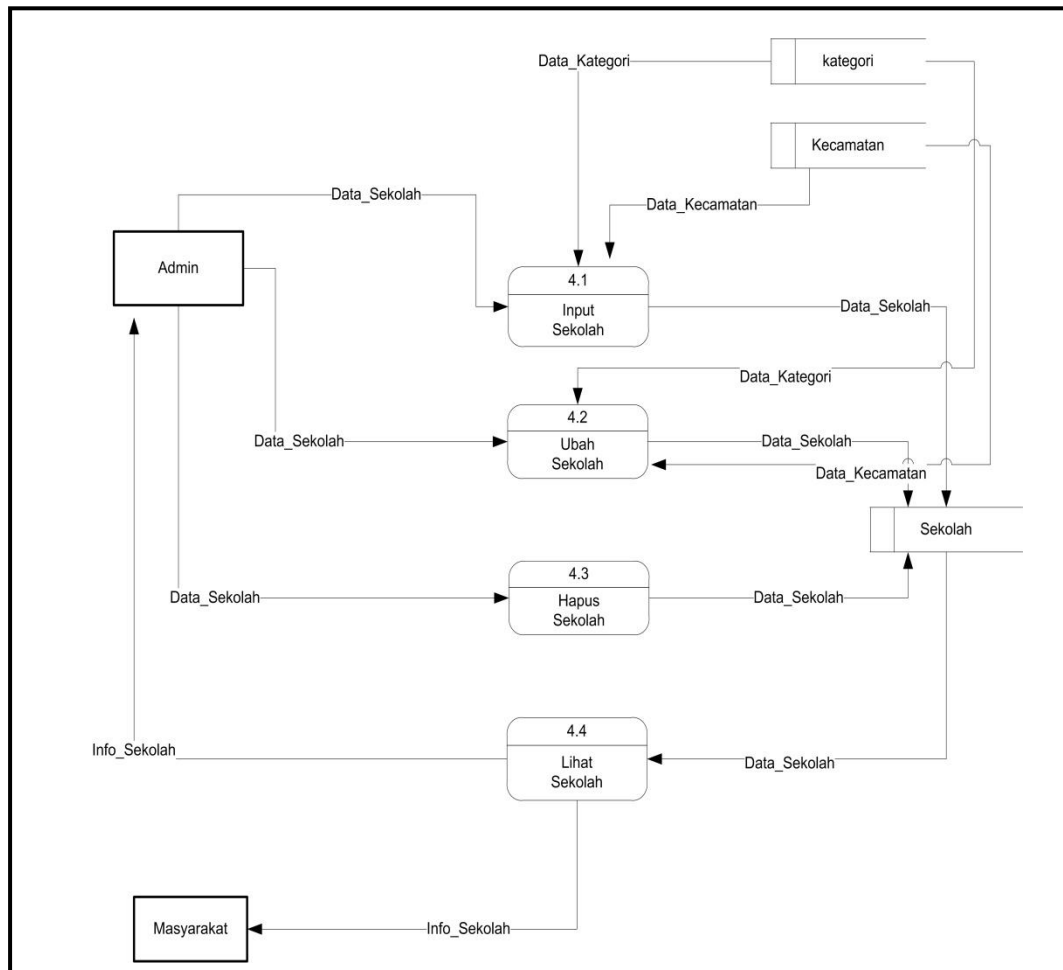 Data_Kategori
kategori
Kecamatan
Data_Sekolah
Data_Kecamatan
Admin
4.1
Input
Sekolah
Data_Sekolah
Data_Kategori
4.2
Ubah
Sekolah
Data_Sekolah
Data_Sekolah
Data_Kecamatan
Sekolah
4.3
Hapus
Sekolah
Data_Sekolah
Data_Sekolah
4.4
Lihat
Sekolah
Info_Sekolah
Data_Sekolah
Masyarakat
Info_Sekolah